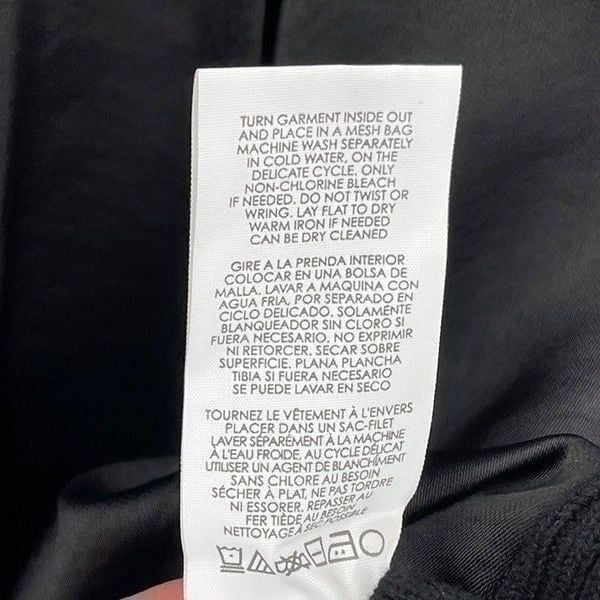 TURN GARMENT INSIDE OUT
AND PLACE IN A MESH BAG
MACHINE WASH SEPARATELY
IN COLD WATER, ON THE
DELICATE CYCLE. ONLY
NON-CHLORINE BLEACH
IF NEEDED. DO NOT TWIST OR
WRING. LAY FLAT TO DRY
WARM IRON IF NEEDED
CAN BE DRY CLEANED
GIRE A LA PRENDA INTERIOR
COLOCAR EN UNA BOLSA DE
MALLA. LAVAR A MAQUINA CON
AGUA FRIA, POR SEPARADO EN
CICLO DELICADO. SOLAMENTE
BLANQUEADOR SIN CLORO SI
FUERA NECESARIO. NO EXPRIMIR
NI RETORCER. SECAR SOBRE
SUPERFICIE. PLANA PLANCHA
TIBIA SI FUERA NECESARIO
SE PUEDE LAVAR EN SECO
TOURNEZ LE VÊTEMENT À L'ENVERS
PLACER DANS UN SAC-FILET
LAVER SÉPARÉMENT À LA MACHINE
À L'EAU FROIDE, AU CYCLE DÉLICAT
UTILISER UN AGENT DE BLANCHÎMENT
SANS CHLORE AU BESOIN
SÉCHER À PLAT, NE PAS TORDRE
NI ESSORER. REPASSER AU
FER TIÈDE AU BESOIN
NETTOYAGE À SEC POSSIBLE